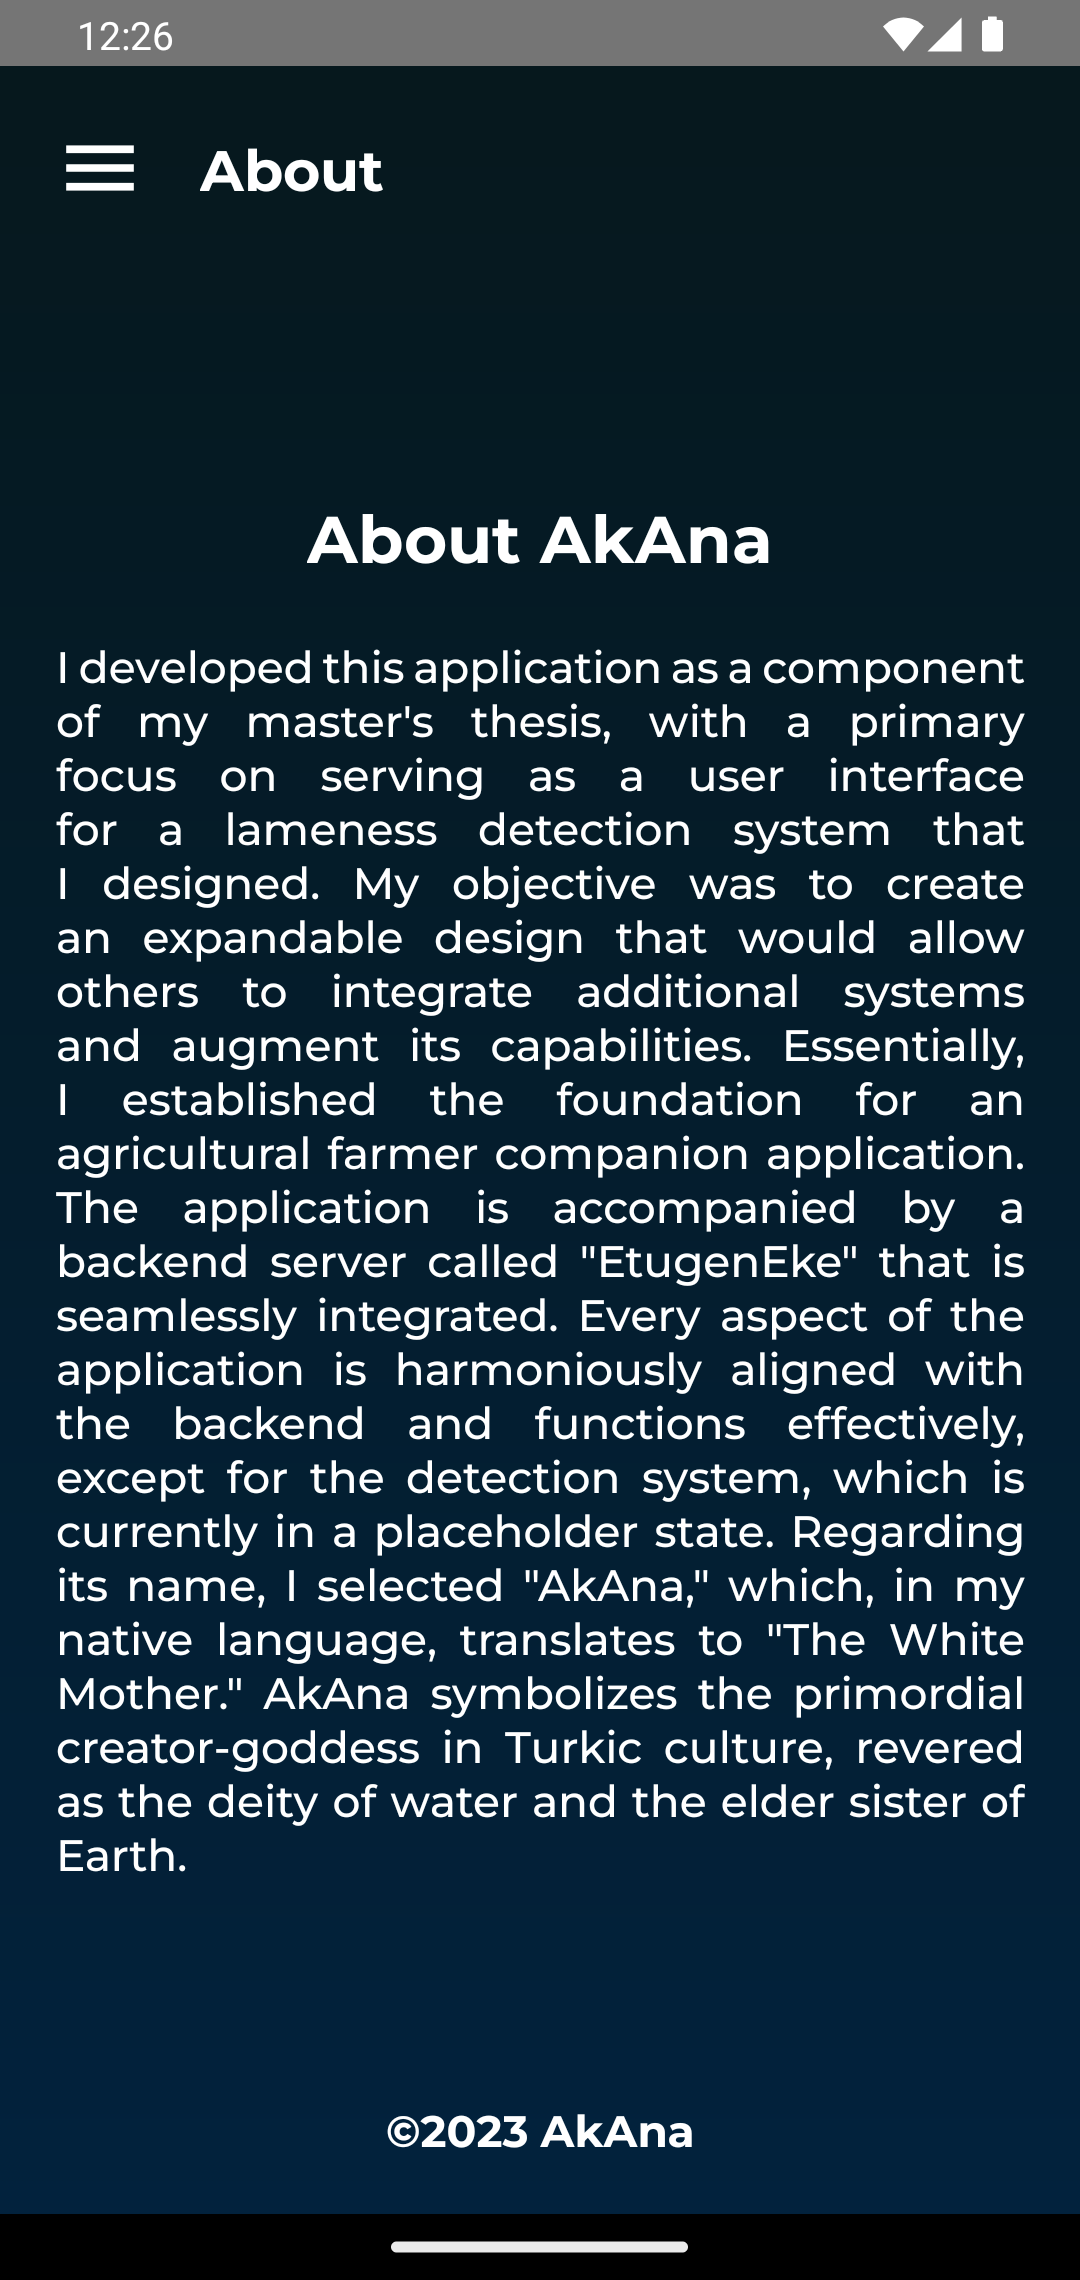 12:26
About
About AkAna
I developed this application as a component
of my master's thesis, with a primary
focus on serving as a user interface
for a lameness detection system that
I designed. My objective was to create
an expandable design that would allow
others to integrate additional systems
and augment its capabilities. Essentially,
I established the foundation for an
agricultural farmer companion application.
The application is accompanied by a
backend server called "EtugenEke" that is
seamlessly integrated. Every aspect of the
application is harmoniously aligned with
the backend and functions effectively,
except for the detection system, which is
currently in a placeholder state. Regarding
its name, I selected "AkAna," which, in my
native language, translates to "The White
Mother." AkAna symbolizes the primordial
creator-goddess in Turkic culture, revered
as the deity of water and the elder sister of
Earth.
©2023 AkAna